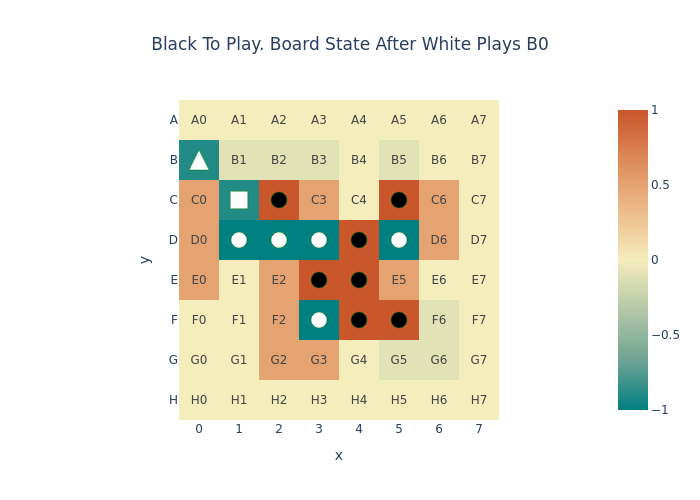 Black To Play. Board State After White Plays B0
A A0 A1 A2 A3 A4 A5 A6 A7
B B1 B2 B3 B4 B5 B6 B7
C C0 C3 C4 C6 C7
D D0 D6 D7
E E0 E1 E2 E5 E6 E7
F F0 F1 F2 F6 F7
G G0 G1 G2 G3 G4 G5 G6 G7
H H0 H1 H2 H3 H4 H5 H6 H7
0 1 2 3 4 5 6 7
x
y
1
0.5
0
−0.5
−1